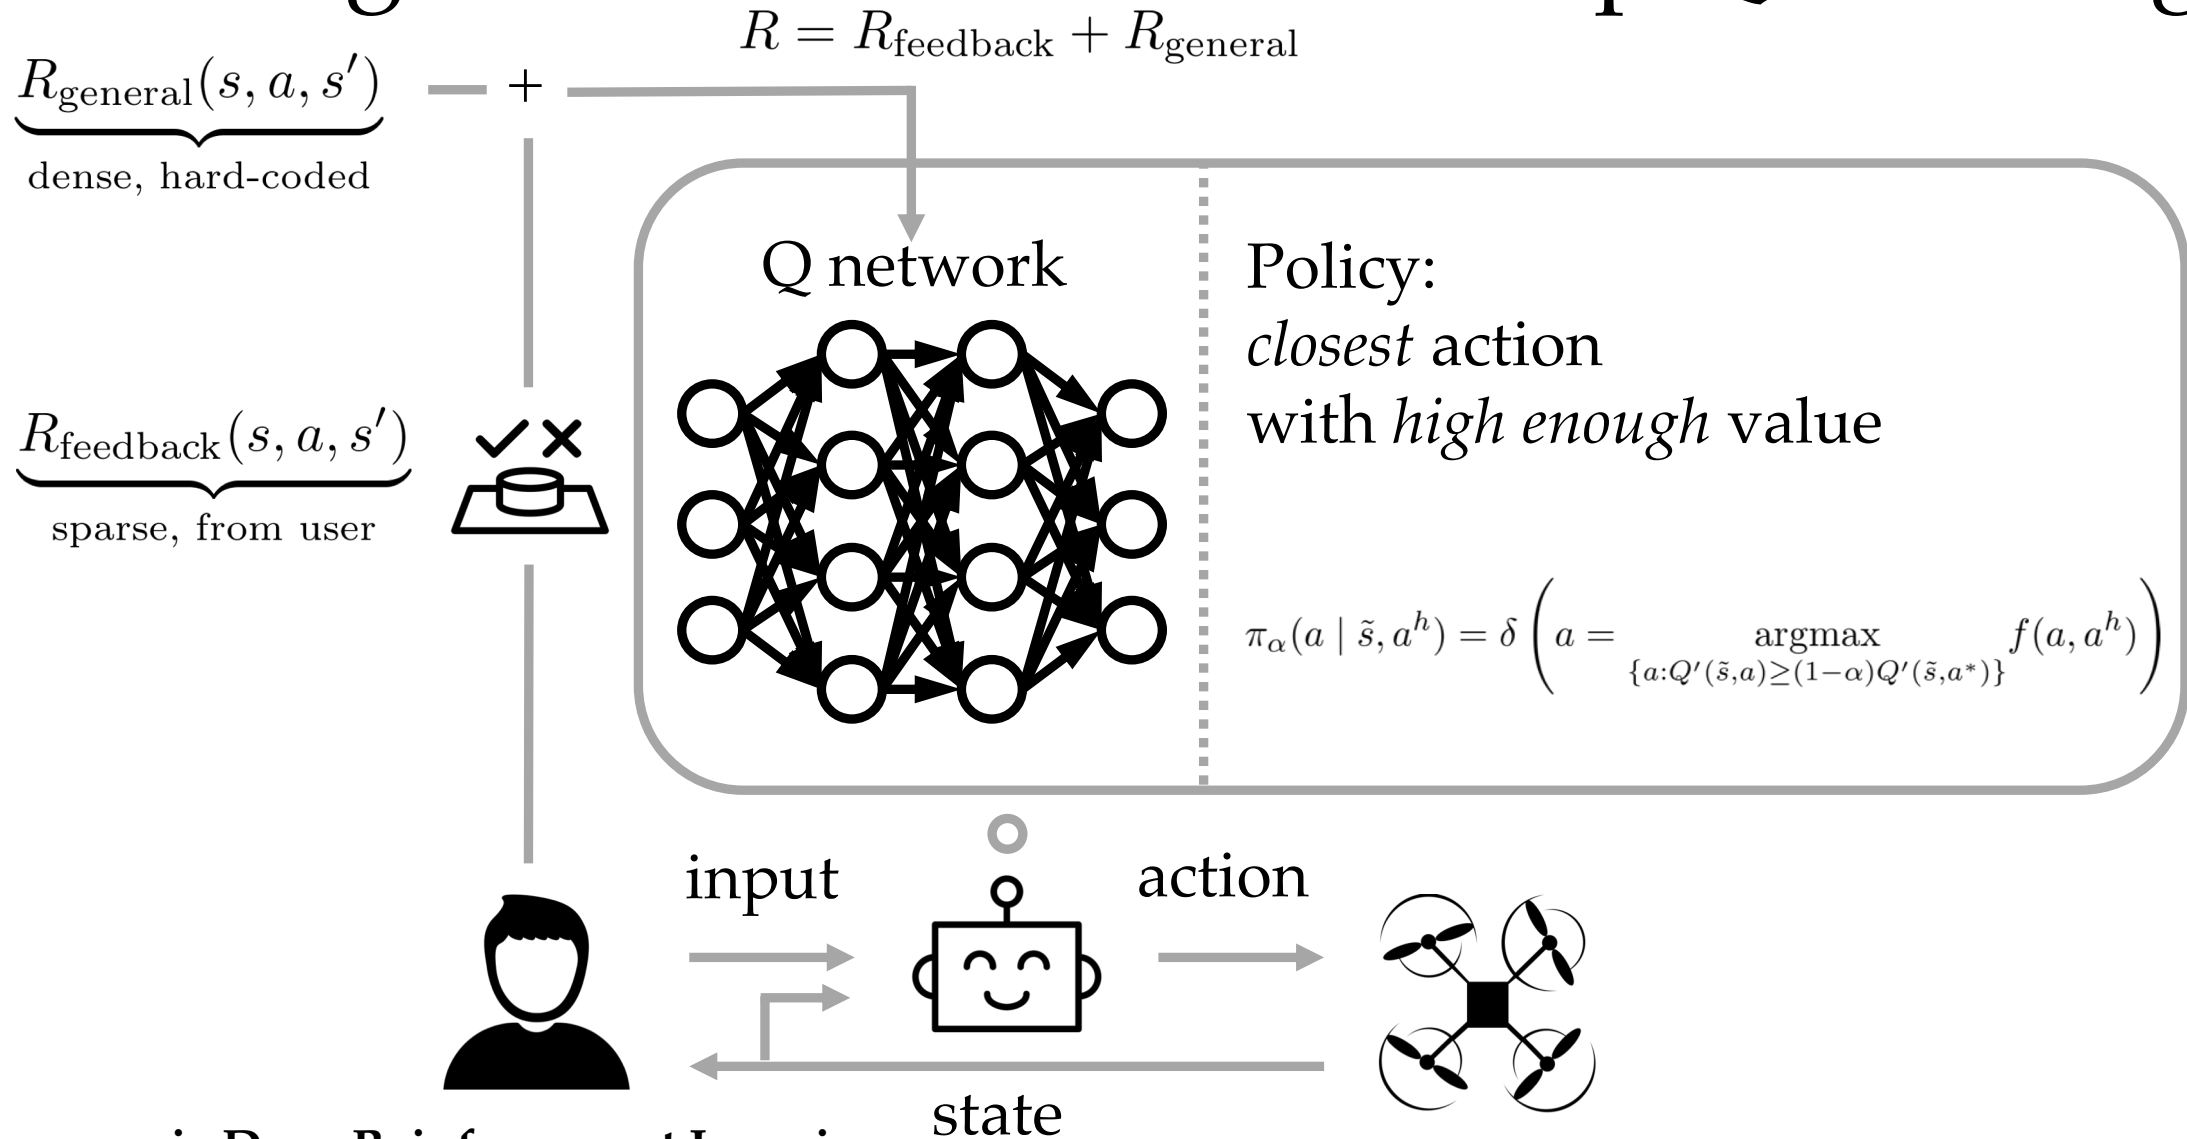 R = R_feedback + R_general
R_general(s, a, s′)
+
dense, hard-coded
Q network
Policy:
closest action
with high enough value
R_feedback(s, a, s′)
sparse, from user
π_α(a | s̃, a^h) = δ(a = argmax_{a:Q′(s̃,a)≥(1−α)Q′(s̃,a*)} f(a, a^h))
input
action
state